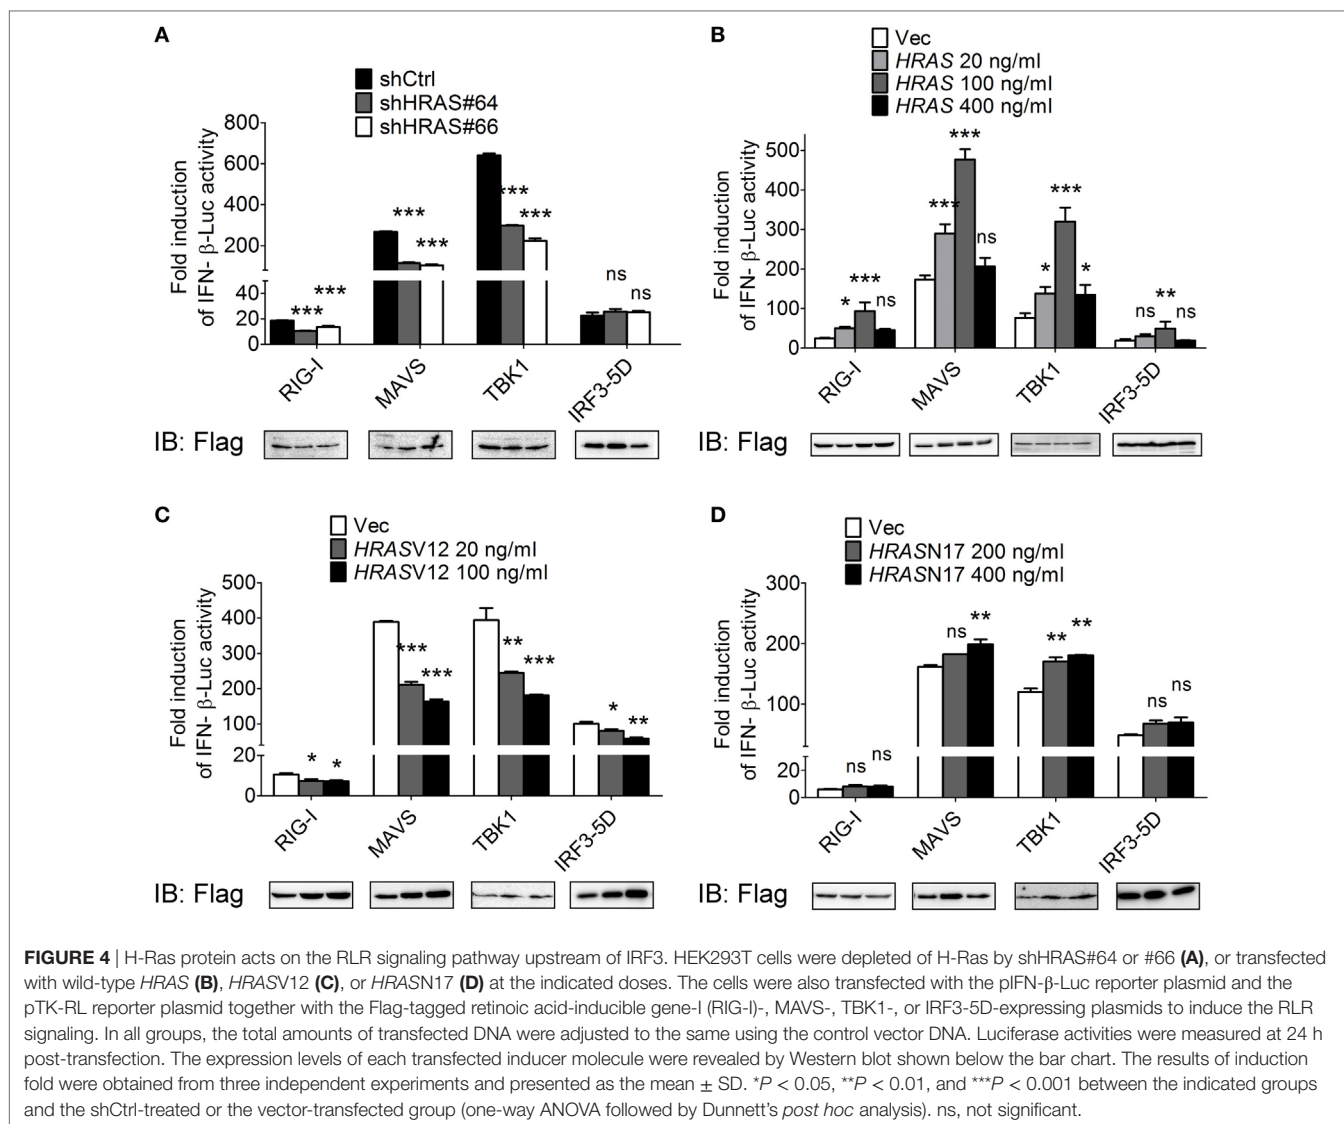 A
shCtrl
shHRAS#64
shHRAS#66
Fold induction
of IFN- β-Luc activity
800
600
400
200
40
20
0
***
***
***
***
***
***
ns
ns
RIG-I
MAVS
TBK1
IRF3-5D
IB: Flag
B
Vec
HRAS 20 ng/ml
HRAS 100 ng/ml
HRAS 400 ng/ml
Fold induction
of IFN- β-Luc activity
500
400
300
200
100
0
*
***
ns
***
***
ns
*
***
*
ns
**
ns
RIG-I
MAVS
TBK1
IRF3-5D
IB: Flag
C
Vec
HRASV12 20 ng/ml
HRASV12 100 ng/ml
Fold induction
of IFN- β-Luc activity
500
400
300
200
100
20
0
*
*
***
***
**
***
*
**
RIG-I
MAVS
TBK1
IRF3-5D
IB: Flag
D
Vec
HRASN17 200 ng/ml
HRASN17 400 ng/ml
Fold induction
of IFN- β-Luc activity
300
200
100
20
0
ns
ns
ns
**
**
**
ns
ns
RIG-I
MAVS
TBK1
IRF3-5D
IB: Flag
FIGURE 4 | H-Ras protein acts on the RLR signaling pathway upstream of IRF3. HEK293T cells were depleted of H-Ras by shHRAS#64 or #66 (A), or transfected
with wild-type HRAS (B), HRASV12 (C), or HRASN17 (D) at the indicated doses. The cells were also transfected with the pIFN-β-Luc reporter plasmid and the
pTK-RL reporter plasmid together with the Flag-tagged retinoic acid-inducible gene-I (RIG-I)-, MAVS-, TBK1-, or IRF3-5D-expressing plasmids to induce the RLR
signaling. In all groups, the total amounts of transfected DNA were adjusted to the same using the control vector DNA. Luciferase activities were measured at 24 h
post-transfection. The expression levels of each transfected inducer molecule were revealed by Western blot shown below the bar chart. The results of induction
fold were obtained from three independent experiments and presented as the mean ± SD. *P < 0.05, **P < 0.01, and ***P < 0.001 between the indicated groups
and the shCtrl-treated or the vector-transfected group (one-way ANOVA followed by Dunnett's post hoc analysis). ns, not significant.